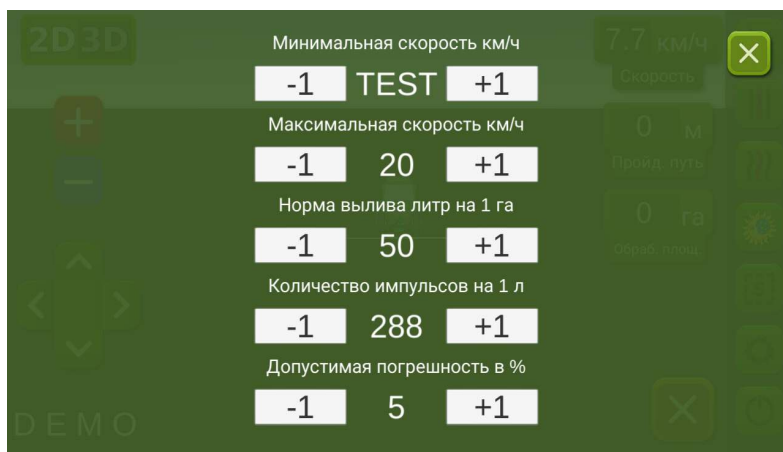 2D 3D
7.7 км/ч
Скорость
0 м
Пройд. путь
0 га
Обраб. площ.
Минимальная скорость км/ч
-1 TEST +1
Максимальная скорость км/ч
-1 20 +1
Норма вылива литр на 1 га
-1 50 +1
Количество импульсов на 1 л
-1 288 +1
Допустимая погрешность в %
-1 5 +1
DEMO